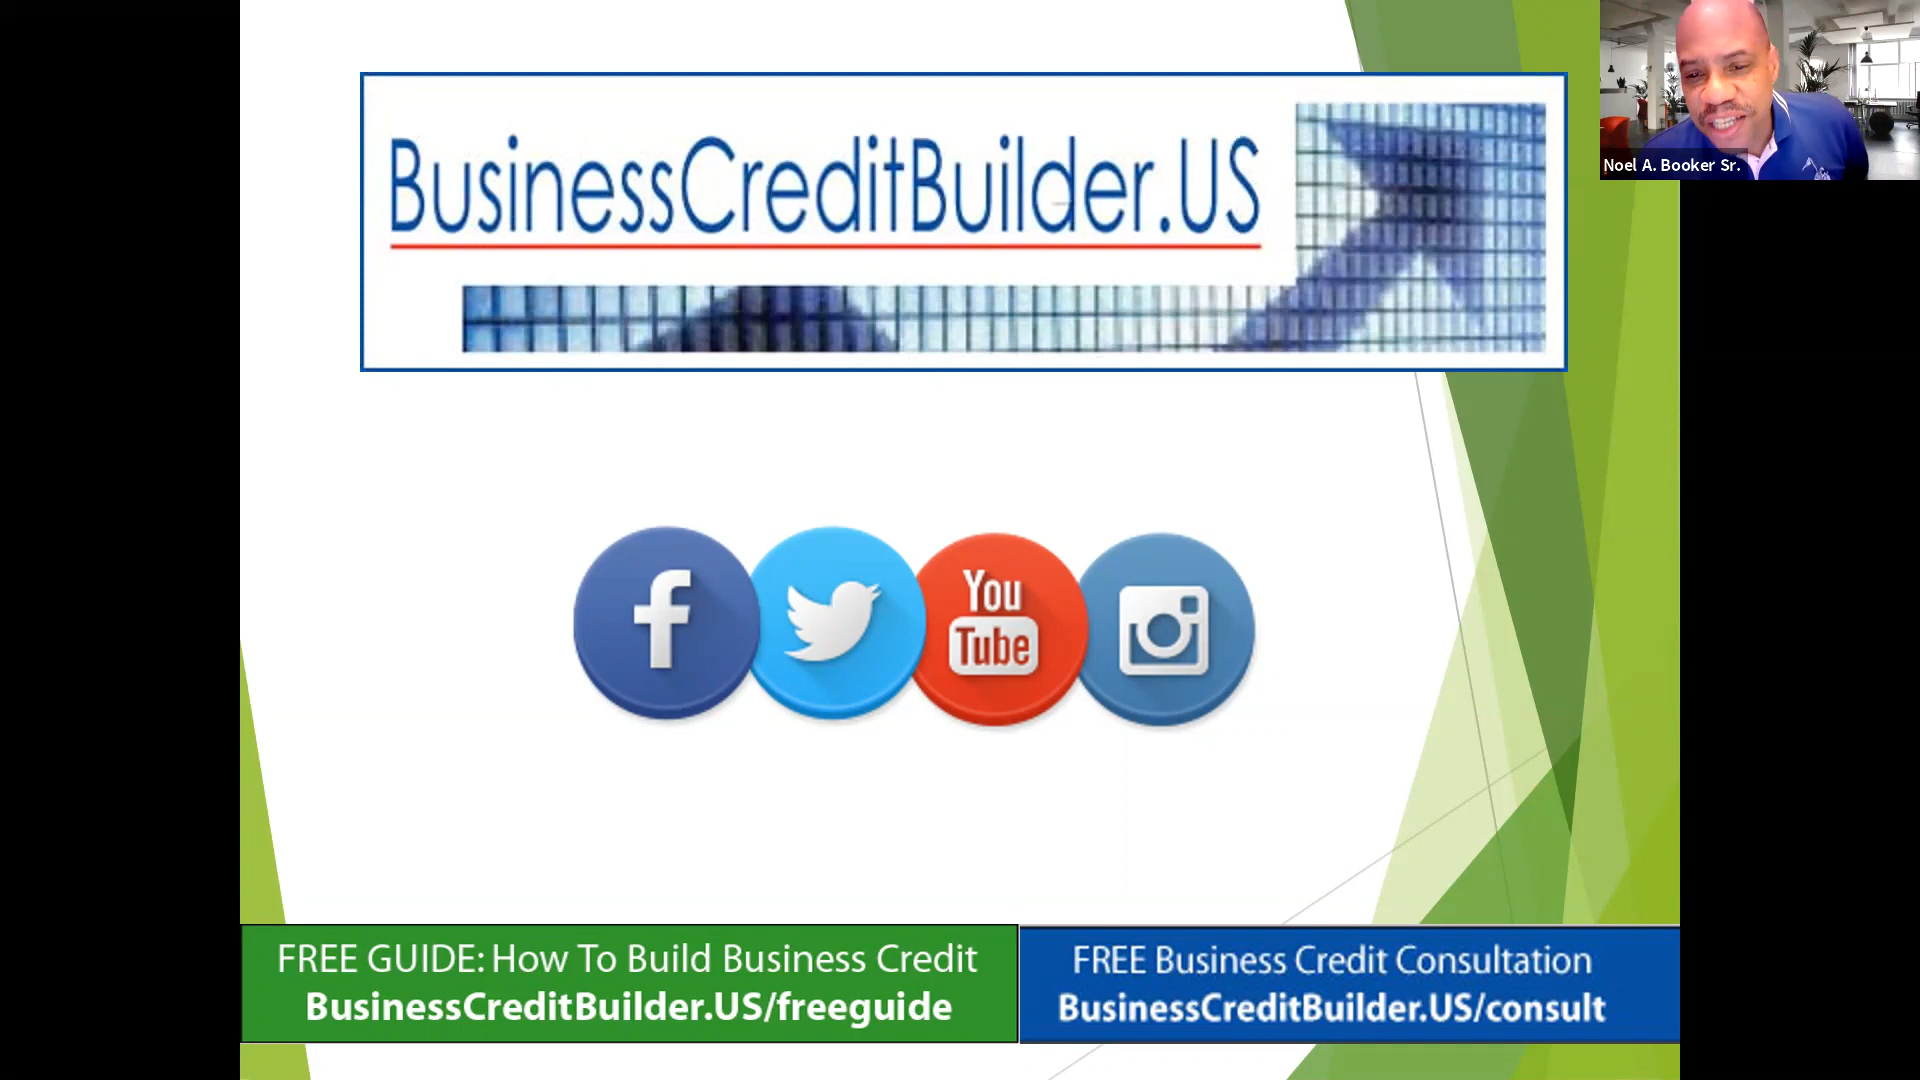 BusinessCreditBuilder.US
Noel A. Booker Sr.
f
You
Tube
FREE GUIDE: How To Build Business Credit
BusinessCreditBuilder.US/freeguide
FREE Business Credit Consultation
BusinessCreditBuilder.US/consult